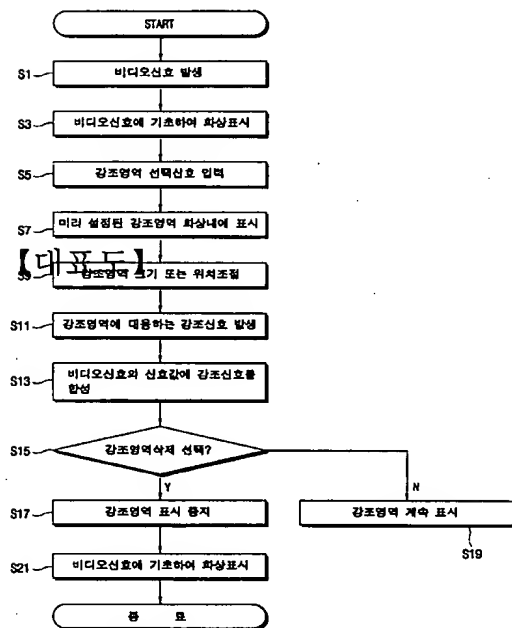 START
S1 비디오신호 발생
S3 비디오신호에 기초하여 화상표시
S5 강조영역 선택신호 입력
S7 미리 설정된 강조영역 화상내에 표시
【대표도】
S9 강조영역 크기 또는 위치조절
S11 강조영역에 대응하는 강조신호 발생
S13 비디오신호의 신호값에 강조신호를
합성
S15 강조영역삭제 선택?
Y
N
S17 강조영역 표시 중지
강조영역 계속 표시
S19
S21 비디오신호에 기초하여 화상표시
종 료